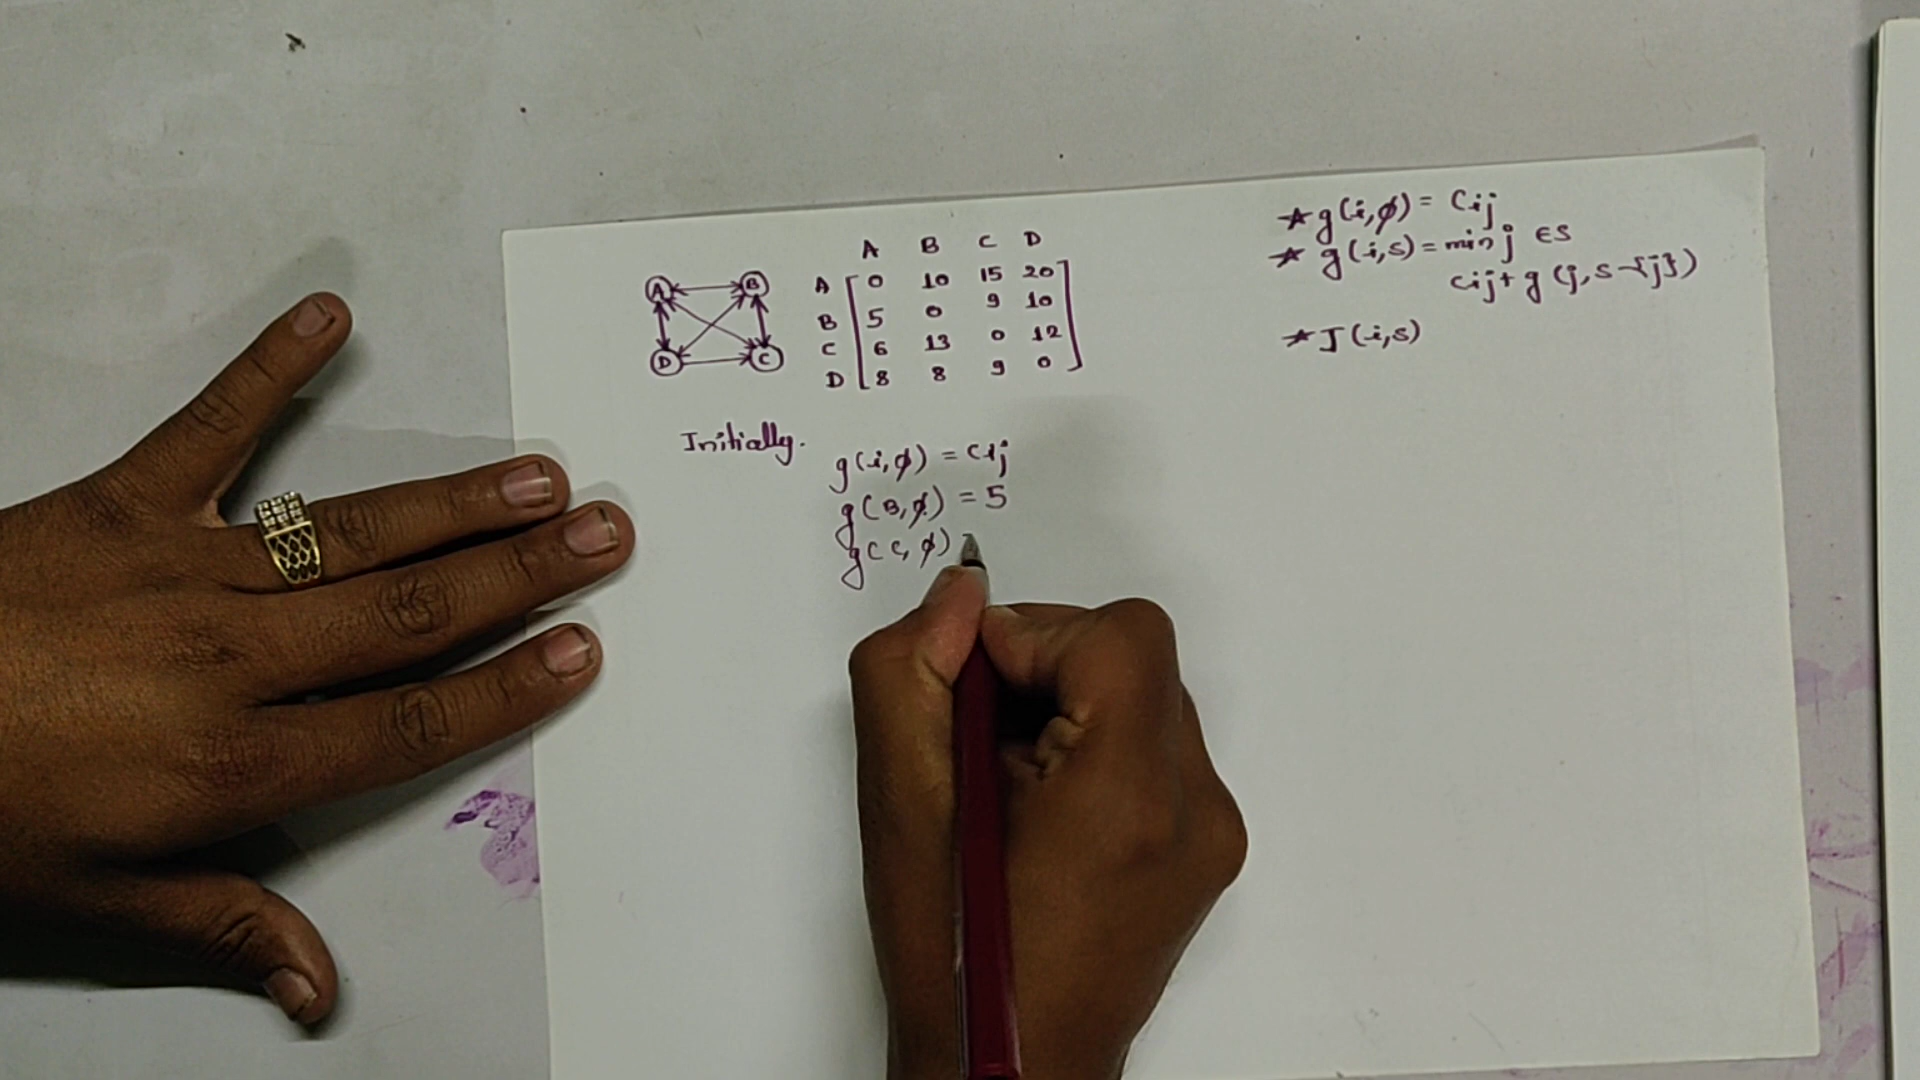 A B C D
A 0 10 15 20
B 5 0 9 10
C 6 13 0 12
D 8 8 9 0
A B
D C
★ g(i,φ) = Cij
★ g(i,s) = min j ∈S
cij + g(j, s-{j})
★ J(i,s)
Initially.
g(i,φ) = cij
g(B,φ) = 5
g(c,φ) =